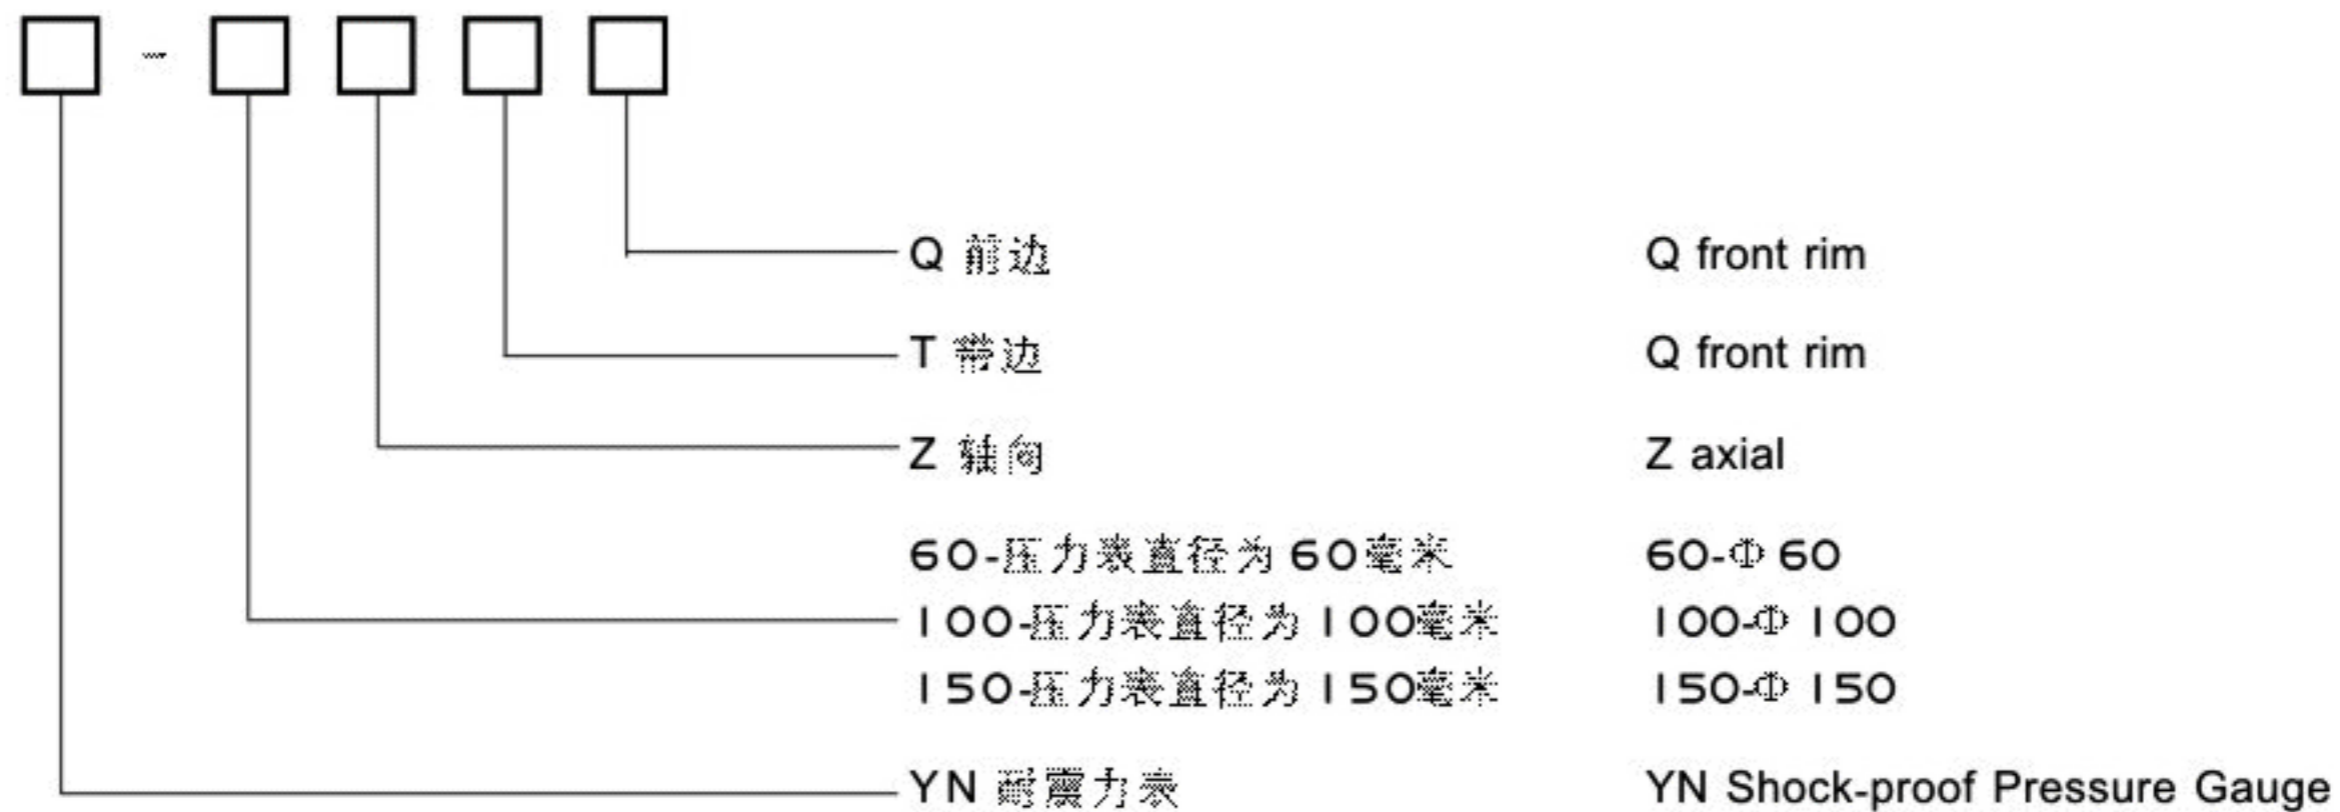 Q 前边 Q front rim
T 带边 Q front rim
Z 轴向 Z axial
60-压力表直径为 60毫米 60-Φ 60
100-压力表直径为 100毫米 100-Φ 100
150-压力表直径为 150毫米 150-Φ 150
YN 耐震力表 YN Shock-proof Pressure Gauge